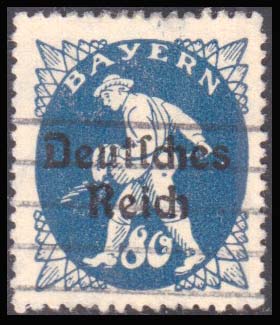 BAYERN
Deutsches
Reich
80